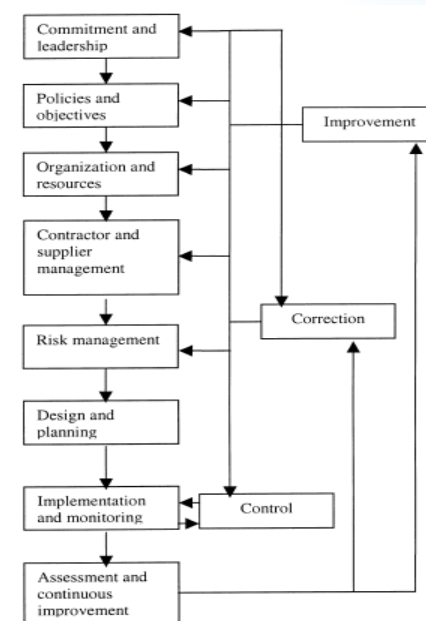 Commitment and
leadership
Policies and
objectives
Improvement
Organization and
resources
Contractor and
supplier
management
Correction
Risk management
Design and
planning
Implementation
and monitoring
Control
Assessment and
continuous
improvement